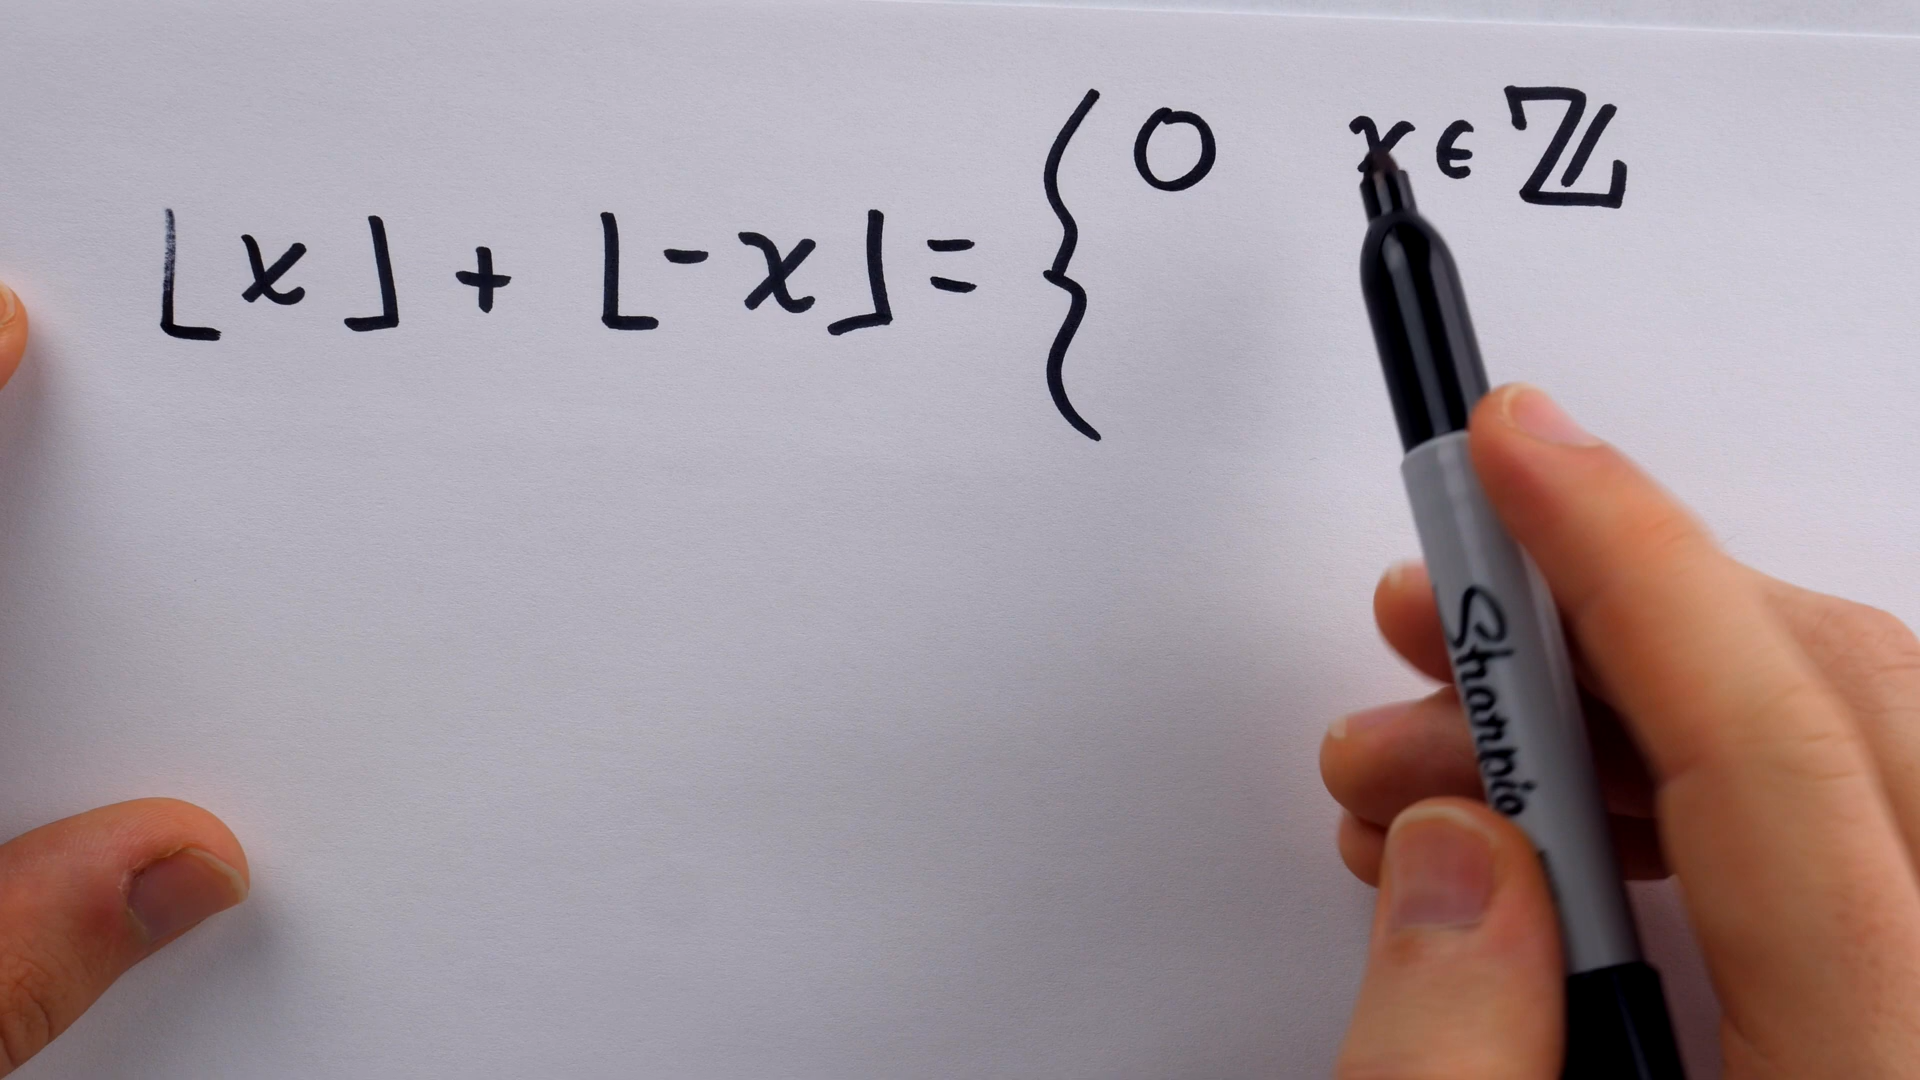 ⌊x⌋ + ⌊-x⌋ = { 0 x ∈ ℤ
Sharpie